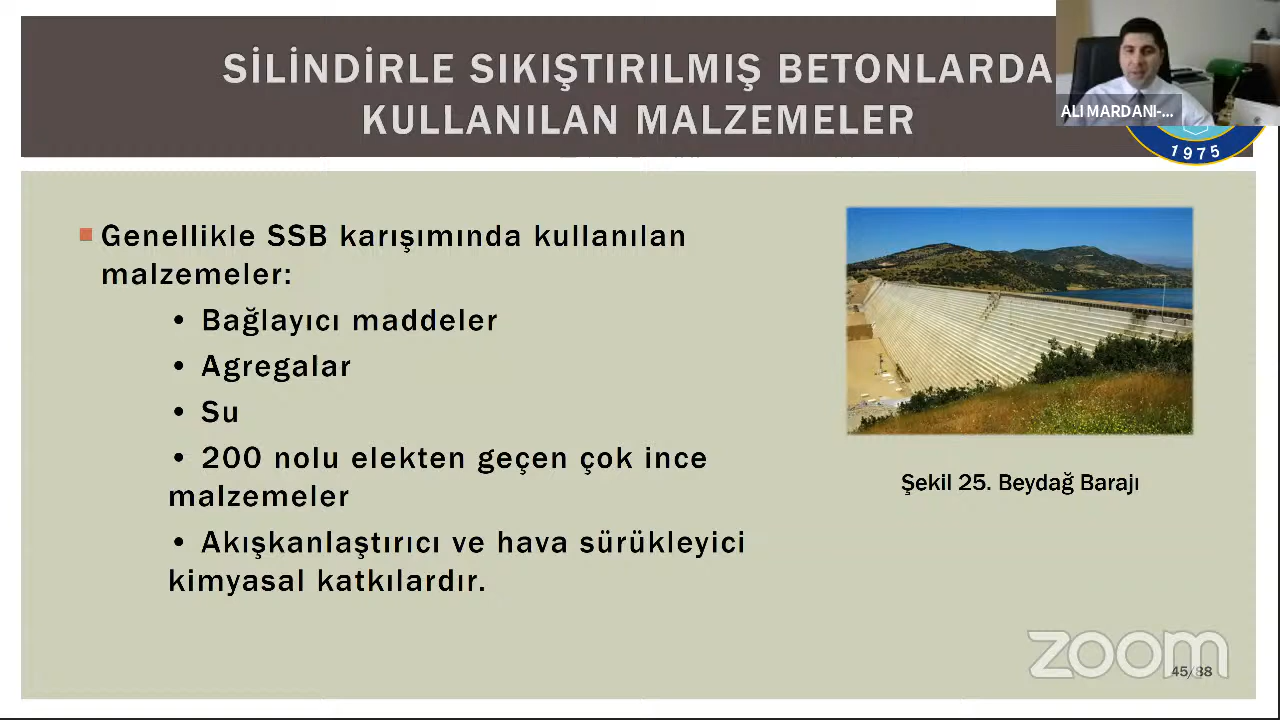 SİLİNDİRLE SIKIŞTIRILMIŞ BETONLARDA
KULLANILAN MALZEMELER
ALI MARDANI-...
1975
Genellikle SSB karışımında kullanılan
malzemeler:
• Bağlayıcı maddeler
• Agregalar
• Su
• 200 nolu elekten geçen çok ince
malzemeler
• Akışkanlaştırıcı ve hava sürükleyici
kimyasal katkılardır.
Şekil 25. Beydağ Barajı
zoom
45/88